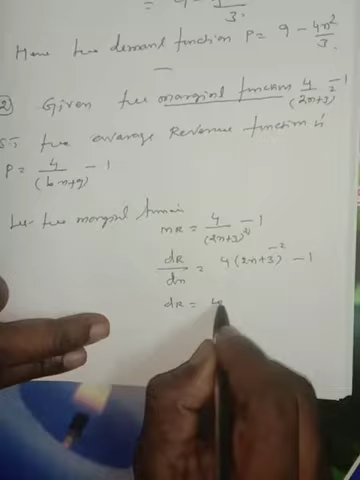 = 9 - 
3
Hence the demand function P = 9 - 4x²/3.
2) Given the marginal function 4/(2x+3)² - 1
S.T the average Revenue function is
P = 4/(6x+9) - 1
Let the marginal function
MR = 4/(2x+3)² - 1
dR/dx = 4(2x+3)⁻² - 1
dR = 4